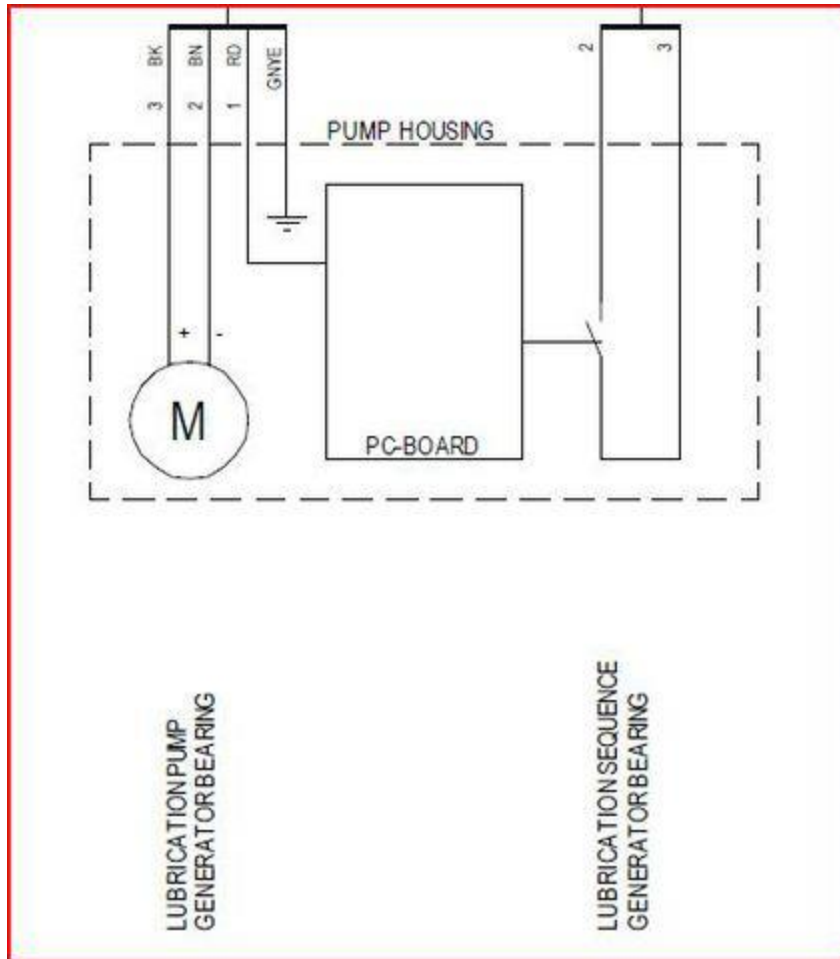 BK
BN
RD
GNYE
3
2
1
2
3
PUMP HOUSING
+
-
M
PC-BOARD
LUBRICATION PUMP
GENERATOR BEARING
LUBRICATION SEQUENCE
GENERATOR BEARING